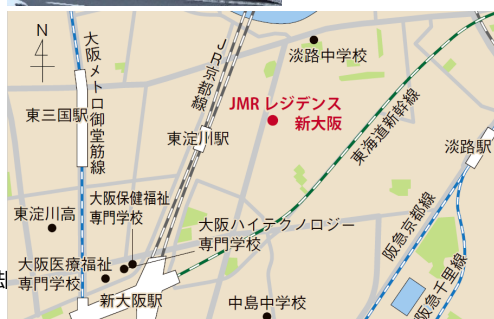 N
大阪メトロ御堂筋線
JR京都線
淡路中学校
JMR レジデンス
新大阪
東三国駅
東淀川駅
東海道新幹線
淡路駅
大阪保健福祉
専門学校
東淀川高
大阪ハイテクノロジー
専門学校
阪急京都線
大阪医療福祉
専門学校
新大阪駅
中島中学校
阪急千里線